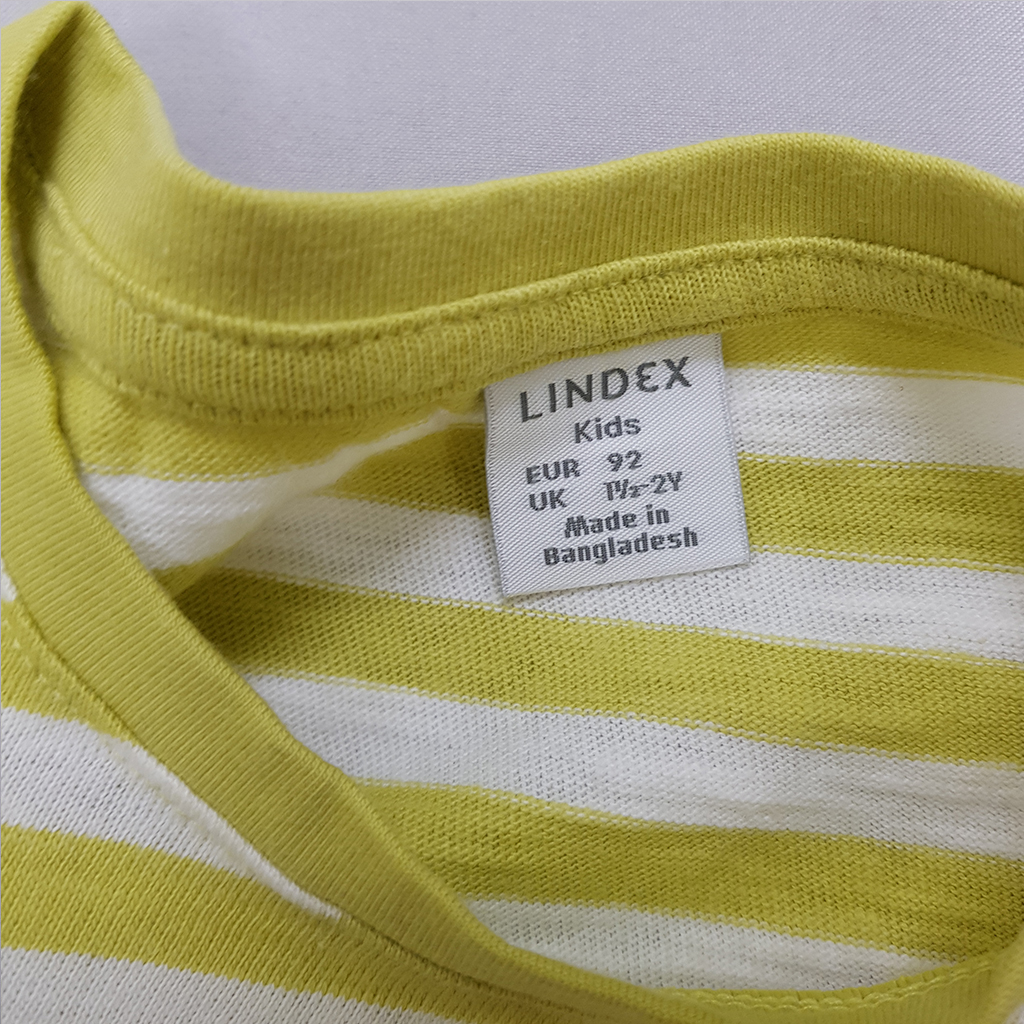 LINDEX
Kids
EUR 92
UK 1½-2Y
Made in
Bangladesh